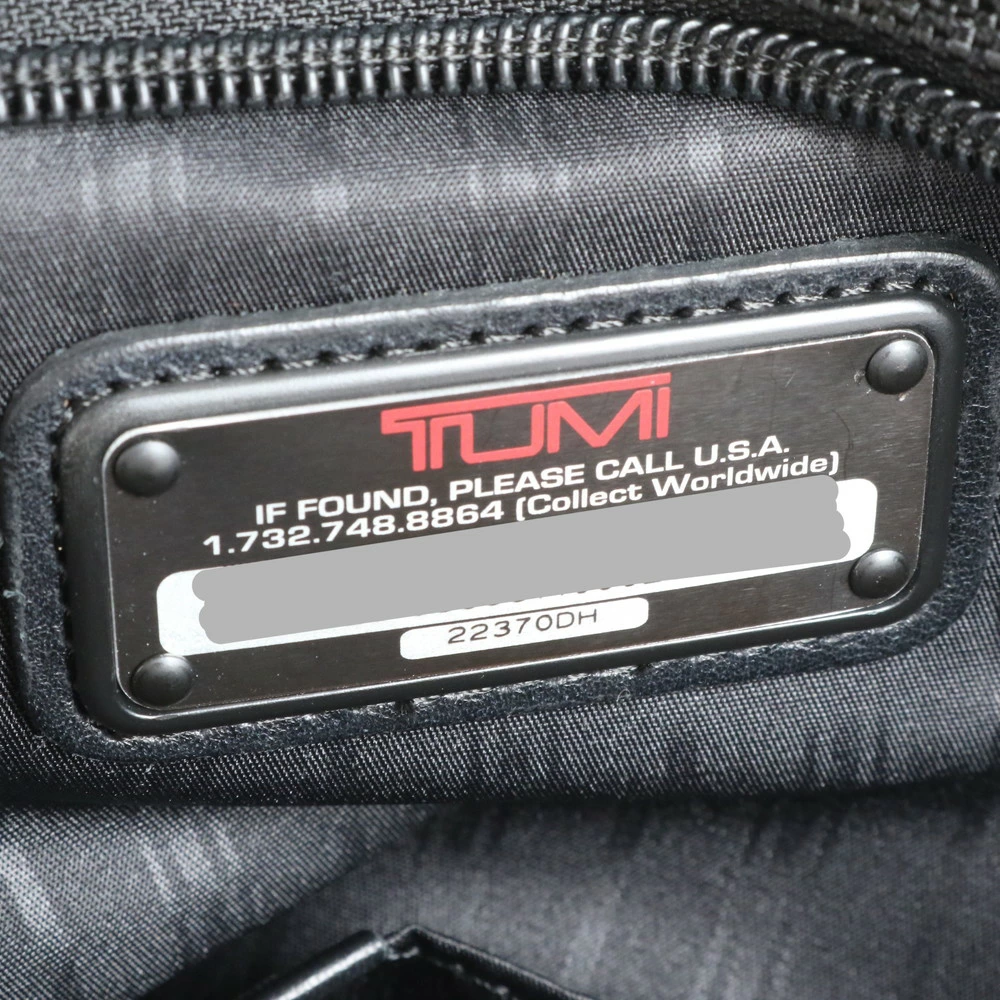 TUMI
IF FOUND, PLEASE CALL U.S.A.
1.732.748.8864 (Collect Worldwide)
22370DH